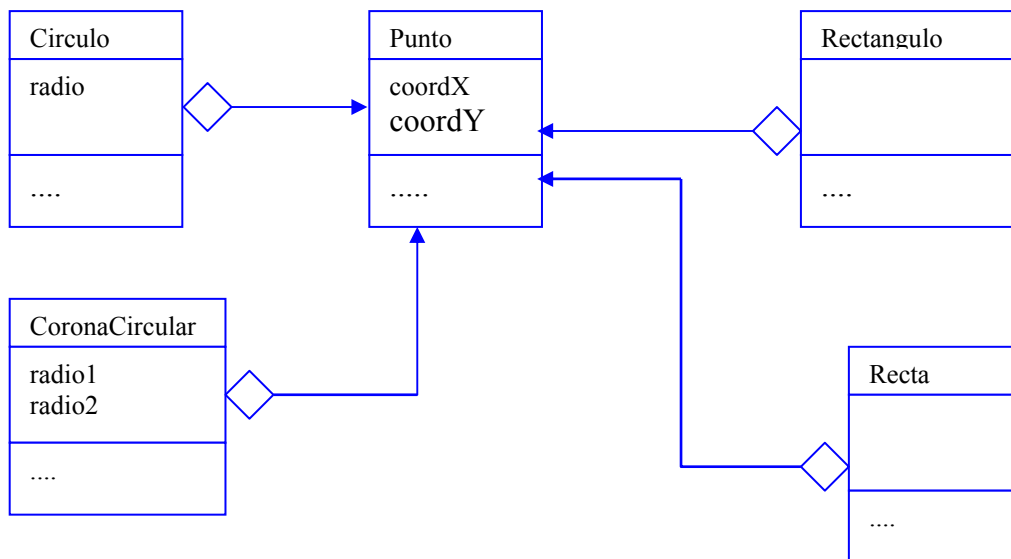 Circulo
radio
....
Punto
coordX
coordY
.....
Rectangulo
....
CoronaCircular
radio1
radio2
....
Recta
....